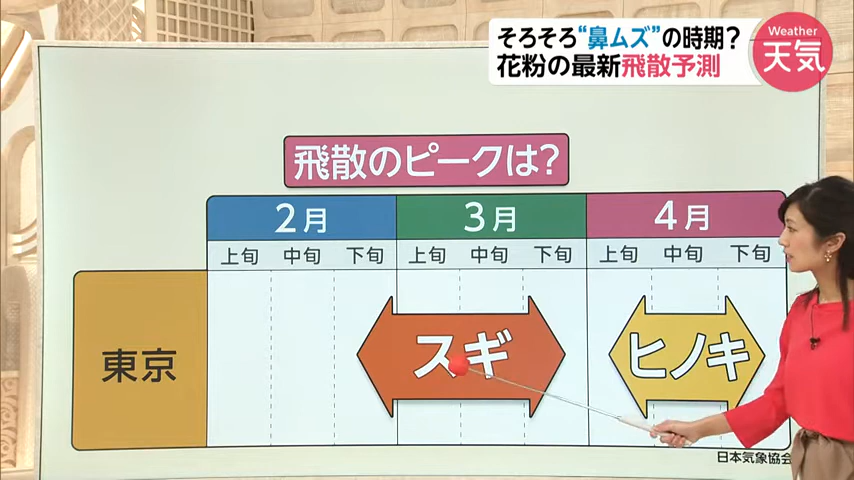 そろそろ“鼻ムズ”の時期?
花粉の最新飛散予測
Weather
天気
飛散のピークは?
2月 3月 4月
上旬 中旬 下旬 上旬 中旬 下旬 上旬 中旬 下旬
東京
スギ
ヒノキ
日本気象協会